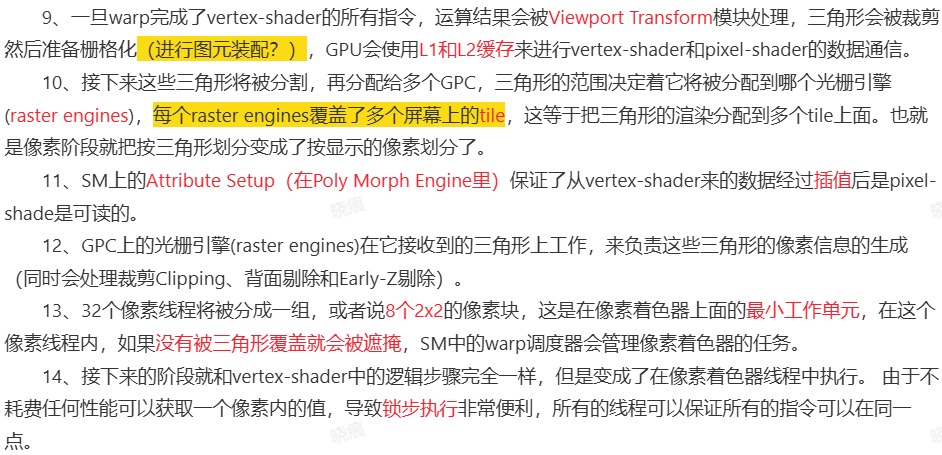 9、一旦warp完成了vertex-shader的所有指令，运算结果会被Viewport Transform模块处理，三角形会被裁剪
然后准备栅格化（进行图元装配？），GPU会使用L1和L2缓存来进行vertex-shader和pixel-shader的数据通信。
10、接下来这些三角形将被分割，再分配给多个GPC，三角形的范围决定着它将被分配到哪个光栅引擎
(raster engines)，每个raster engines覆盖了多个屏幕上的tile，这等于把三角形的渲染分配到多个tile上面。也就
是像素阶段就把按三角形划分变成了按显示的像素划分了。
11、SM上的Attribute Setup（在Poly Morph Engine里）保证了从vertex-shader来的数据经过插值后是pixel-
shade是可读的。
12、GPC上的光栅引擎(raster engines)在它接收到的三角形上工作，来负责这些三角形的像素信息的生成
（同时会处理裁剪Clipping、背面剔除和Early-Z剔除）。
13、32个像素线程将被分成一组，或者说8个2x2的像素块，这是在像素着色器上面的最小工作单元，在这个
像素线程内，如果没有被三角形覆盖就会被遮掩，SM中的warp调度器会管理像素着色器的任务。
14、接下来的阶段就和vertex-shader中的逻辑步骤完全一样，但是变成了在像素着色器线程中执行。 由于不
耗费任何性能可以获取一个像素内的值，导致锁步执行非常便利，所有的线程可以保证所有的指令可以在同一
点。
晓痕
晓痕